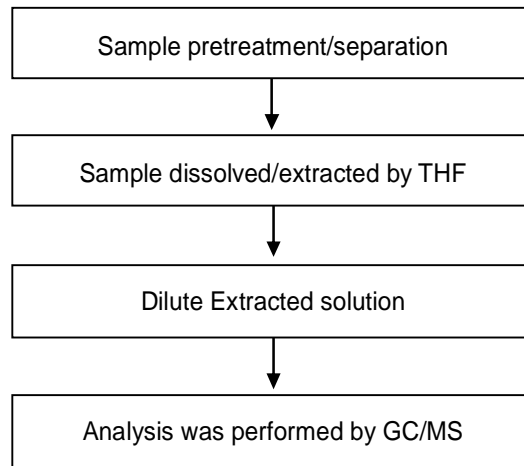 Sample pretreatment/separation
Sample dissolved/extracted by THF
Dilute Extracted solution
Analysis was performed by GC/MS